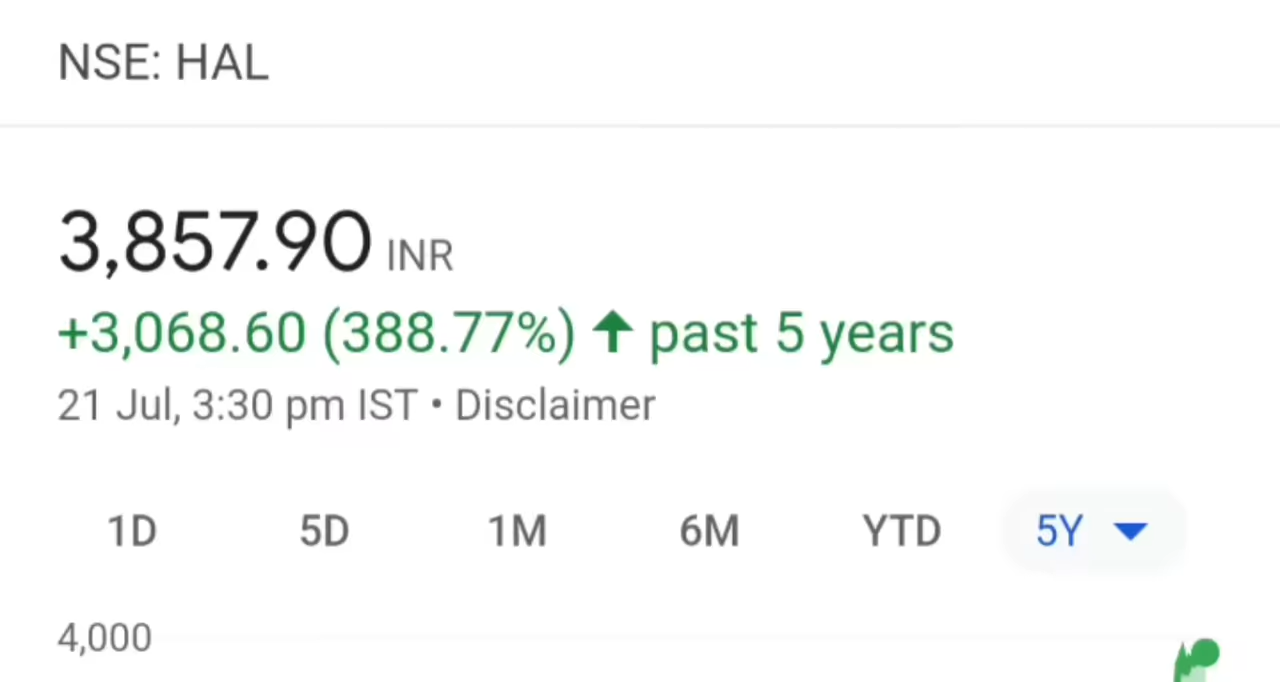 NSE: HAL
3,857.90 INR
+3,068.60 (388.77%) ↑ past 5 years
21 Jul, 3:30 pm IST • Disclaimer
1D 5D 1M 6M YTD 5Y
4,000